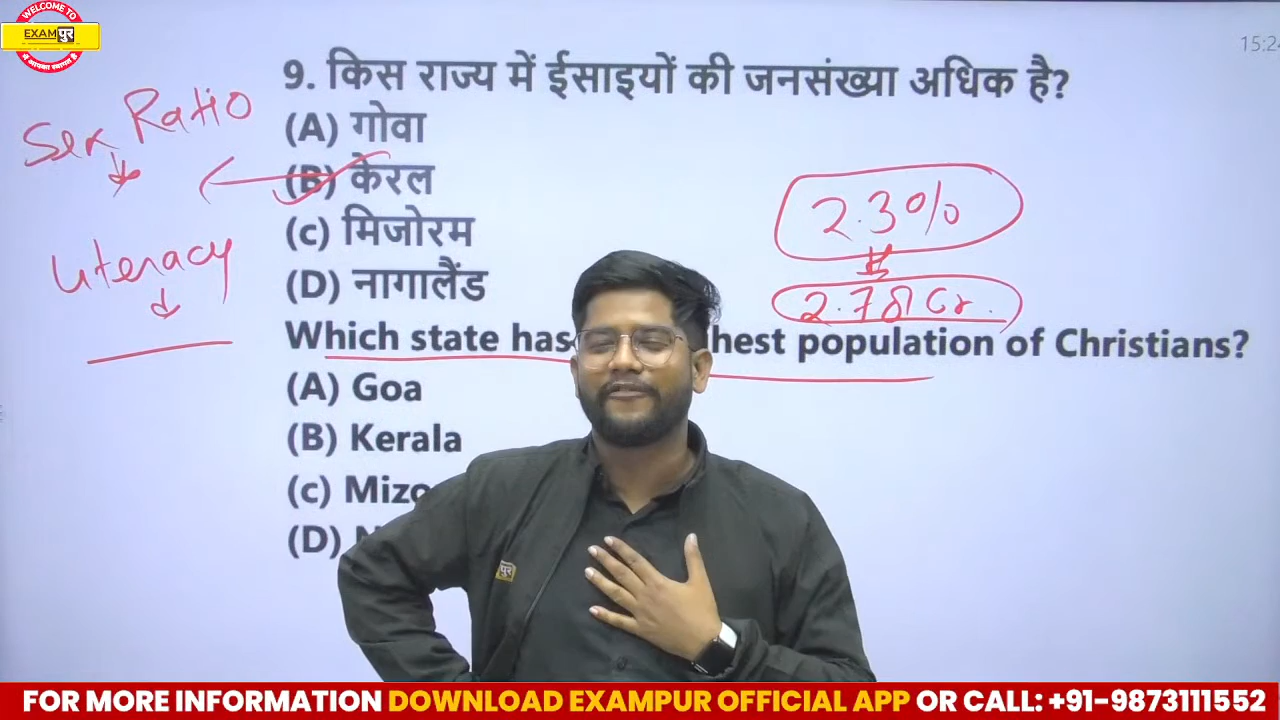 WELCOME TO
EXAMपुर
में आपका स्वागत है
15:2
9. किस राज्य में ईसाइयों की जनसंख्या अधिक है?
(A) गोवा
(B) केरल
(c) मिजोरम
(D) नागालैंड
Sex Ratio
Literacy
2.3%
2.78 Cr.
Which state has hest population of Christians?
(A) Goa
(B) Kerala
(c) Mizo
(D) N
पुर
FOR MORE INFORMATION DOWNLOAD EXAMPUR OFFICIAL APP OR CALL: +91-9873111552